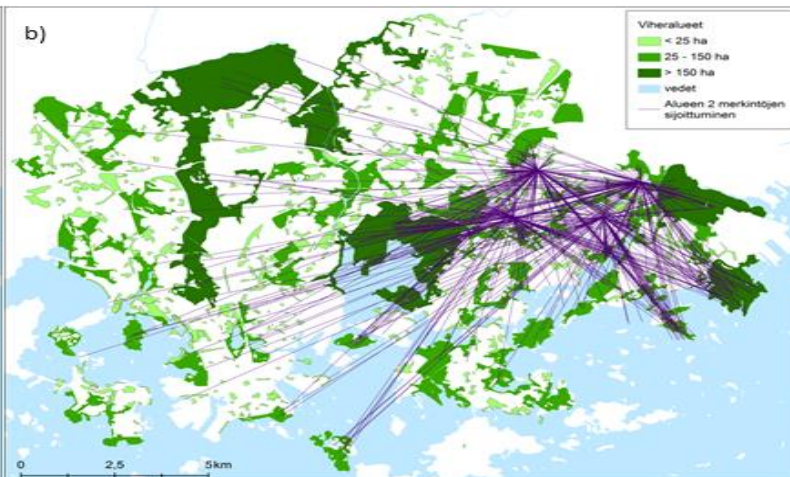 b)
Viheralueet
< 25 ha
25 - 150 ha
> 150 ha
vedet
Alueen 2 merkintöjen
sijoittuminen
0 2,5 5km